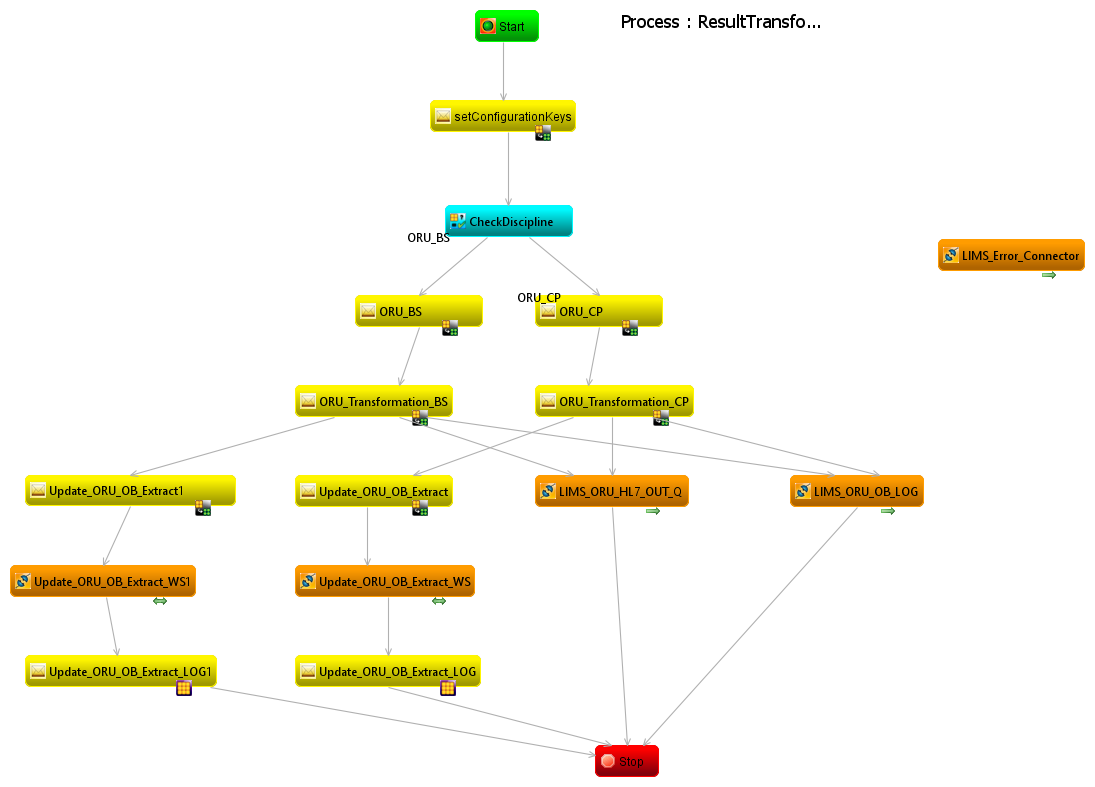 Start
Process : ResultTransfo...
setConfigurationKeys
CheckDiscipline
ORU_BS
LIMS_Error_Connector
ORU_CP
ORU_BS
ORU_CP
ORU_Transformation_BS
ORU_Transformation_CP
Update_ORU_OB_Extract1
Update_ORU_OB_Extract
LIMS_ORU_HL7_OUT_Q
LIMS_ORU_OB_LOG
Update_ORU_OB_Extract_WS1
Update_ORU_OB_Extract_WS
Update_ORU_OB_Extract_LOG1
Update_ORU_OB_Extract_LOG
Stop